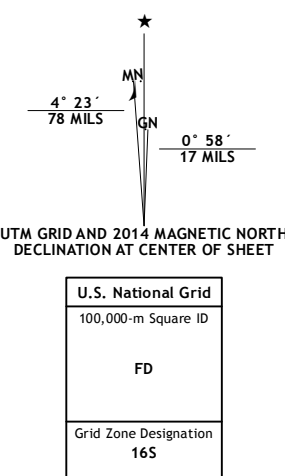 MN
4° 23´
78 MILS
GN
0° 58´
17 MILS
UTM GRID AND 2014 MAGNETIC NORTH
DECLINATION AT CENTER OF SHEET
U.S. National Grid
100,000-m Square ID
FD
Grid Zone Designation
16S